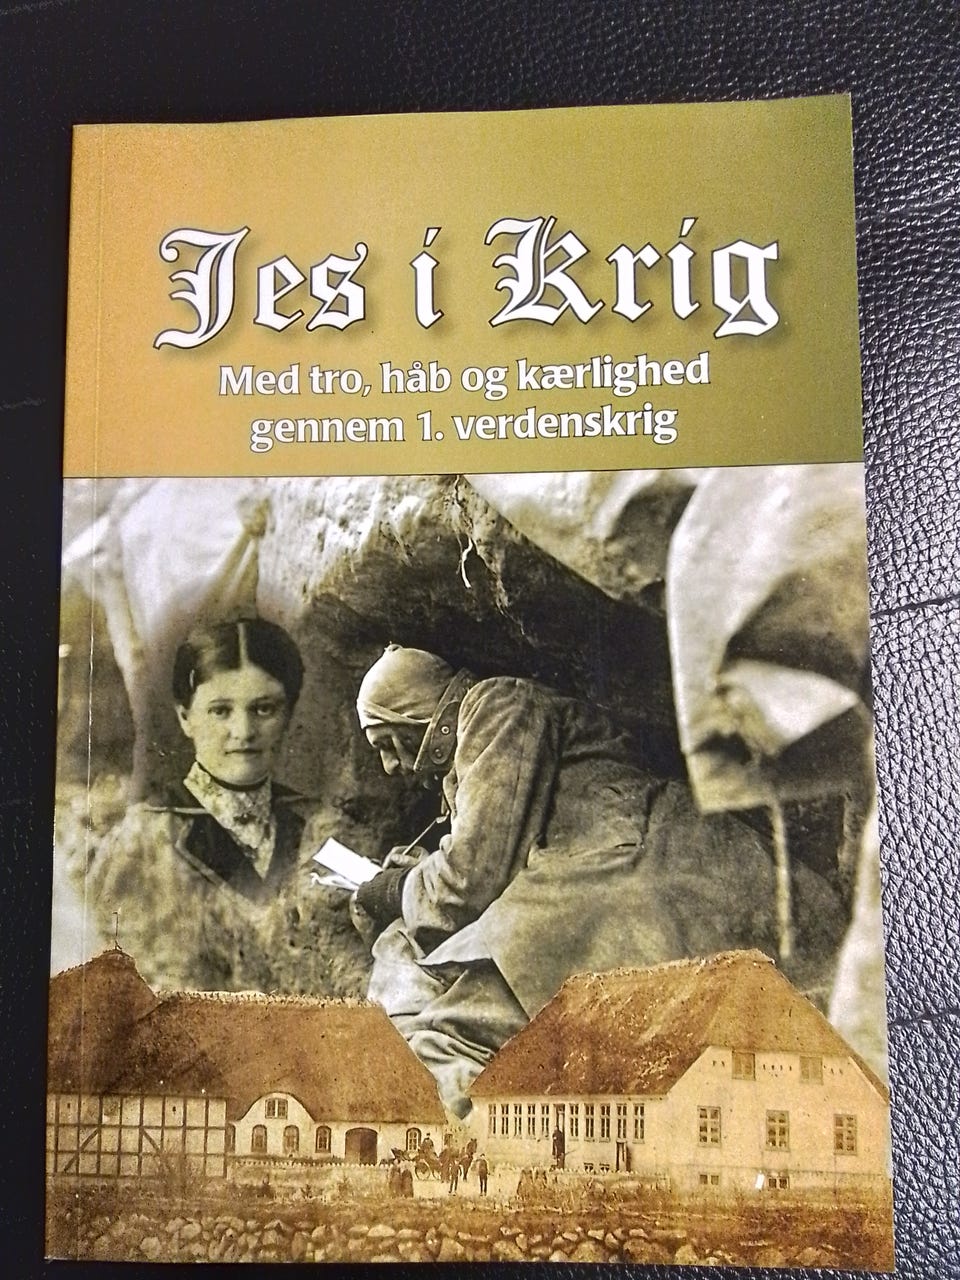 Jes i Krig
Med tro, håb og kærlighed
gennem 1. verdenskrig